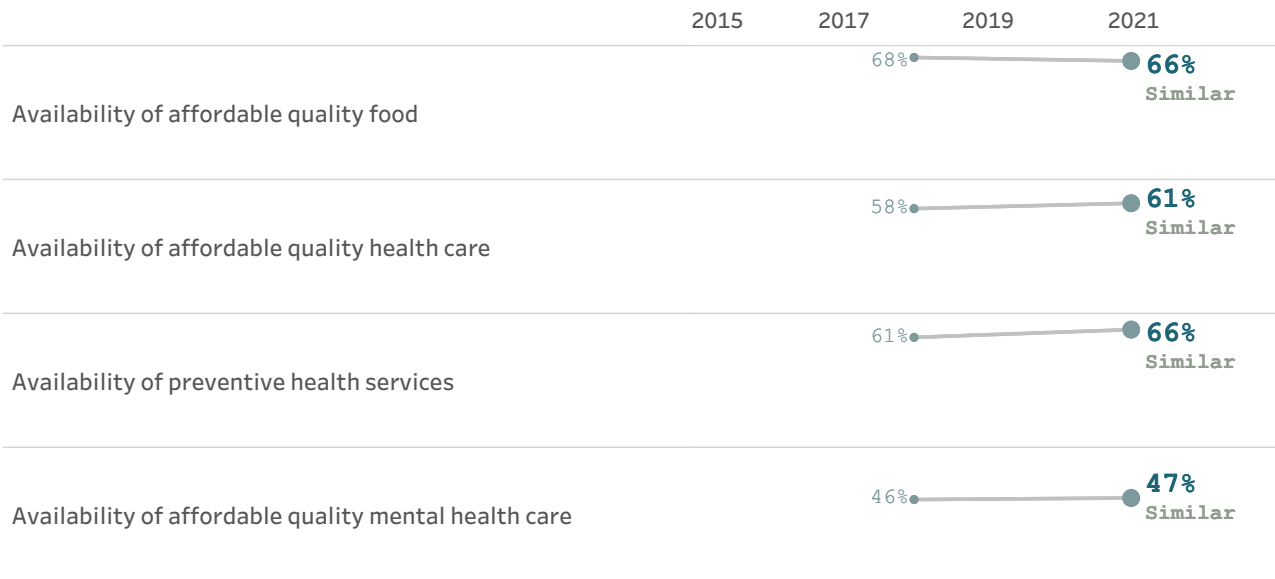 2015 2017 2019 2021
68% 66%
Similar
Availability of affordable quality food
58% 61%
Similar
Availability of affordable quality health care
61% 66%
Similar
Availability of preventive health services
46% 47%
Similar
Availability of affordable quality mental health care